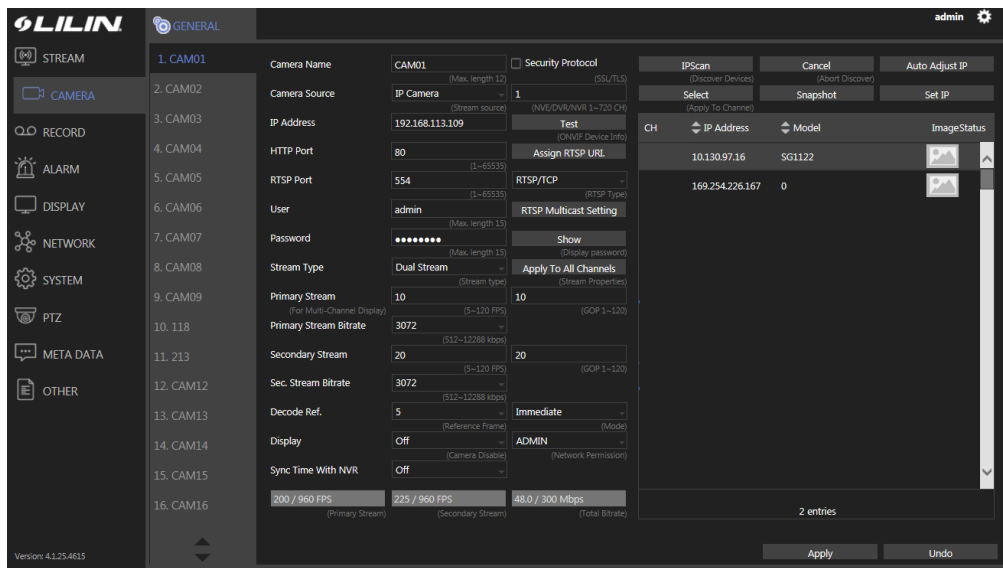 LILIN
GENERAL
admin
STREAM
CAMERA
RECORD
ALARM
DISPLAY
NETWORK
SYSTEM
PTZ
META DATA
OTHER
Version: 4.1.25.4615
1. CAM01
2. CAM02
3. CAM03
4. CAM04
5. CAM05
6. CAM06
7. CAM07
8. CAM08
9. CAM09
10. 118
11. 213
12. CAM12
13. CAM13
14. CAM14
15. CAM15
16. CAM16
Camera Name CAM01 Security Protocol
(Max. length 12) (SSL/TLS)
Camera Source IP Camera 1
(Stream source) (NVE/DVR/NVR 1~720 CH)
IP Address 192.168.113.109 Test
(ONVIF Device Info)
HTTP Port 80 Assign RTSP URL
(1~65535)
RTSP Port 554 RTSP/TCP
(1~65535) (RTSP Type)
User admin RTSP Multicast Setting
(Max. length 15)
Password ●●●●●●●● Show
(Max. length 15) (Display password)
Stream Type Dual Stream Apply To All Channels
(Stream type) (Stream Properties)
Primary Stream 10 10
(For Multi-Channel Display) (5~120 FPS) (GOP 1~120)
Primary Stream Bitrate 3072
(512~12288 kbps)
Secondary Stream 20 20
(5~120 FPS) (GOP 1~120)
Sec. Stream Bitrate 3072
(512~12288 kbps)
Decode Ref. 5 Immediate
(Reference Frame) (Mode)
Display Off ADMIN
(Camera Disable) (Network Permission)
Sync Time With NVR Off
200 / 960 FPS 225 / 960 FPS 48.0 / 300 Mbps
(Primary Stream) (Secondary Stream) (Total Bitrate)
IPScan Cancel Auto Adjust IP
(Discover Devices) (Abort Discover)
Select Snapshot Set IP
(Apply To Channel)
CH IP Address Model ImageStatus
10.130.97.16 SG1122
169.254.226.167 0
2 entries
Apply Undo